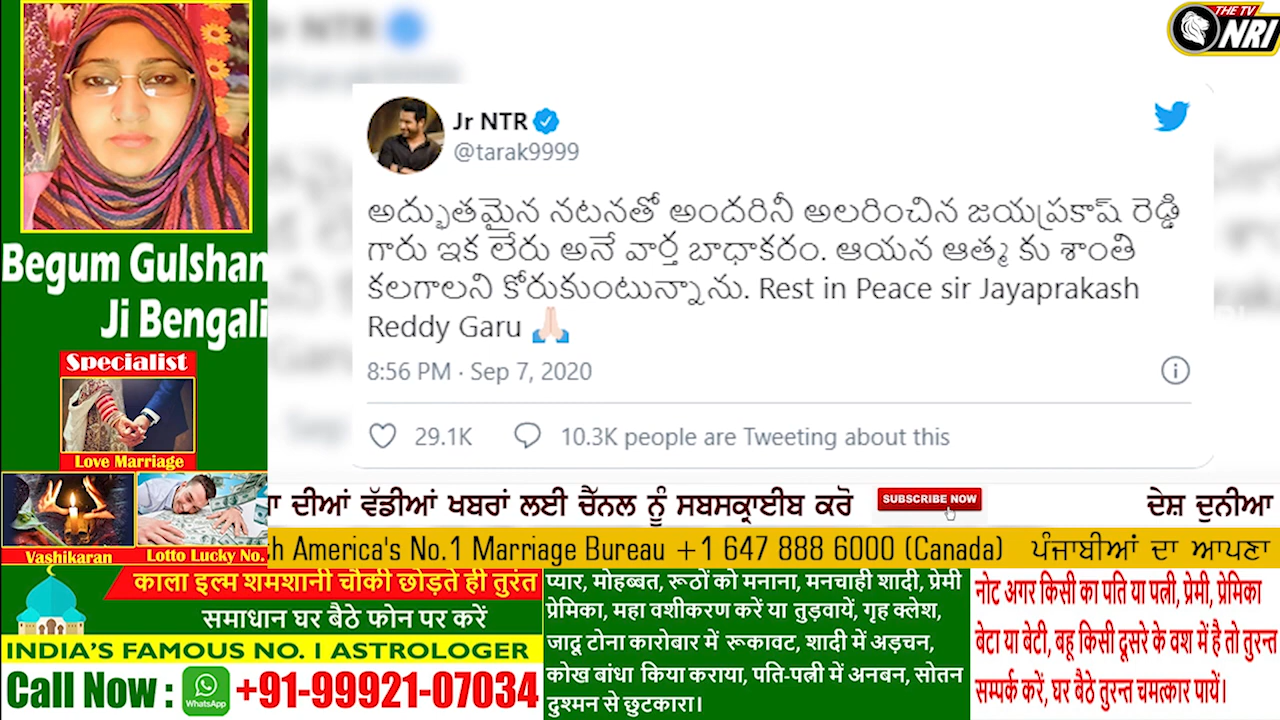 THE TV
NRI
Jr NTR
@tarak9999
అద్భుతమైన నటనతో అందరినీ అలరించిన జయప్రకాష్ రెడ్డి
గారు ఇక లేరు అనే వార్త బాధాకరం. ఆయన ఆత్మ కు శాంతి
కలగాలని కోరుకుంటున్నాను. Rest in Peace sir Jayaprakash
Reddy Garu 🙏🏻
8:56 PM · Sep 7, 2020
29.1K
10.3K people are Tweeting about this
Begum Gulshan
Ji Bengali
Specialist
Love Marriage
Vashikaran
Lotto Lucky No.
ਦੀਆਂ ਵੱਡੀਆਂ ਖਬਰਾਂ ਲਈ ਚੈੱਨਲ ਨੂੰ ਸਬਸਕ੍ਰਾਈਬ ਕਰੋ
SUBSCRIBE NOW
ਦੇਸ਼ ਦੁਨੀਆ
America's No.1 Marriage Bureau +1 647 888 6000 (Canada) ਪੰਜਾਬੀਆਂ ਦਾ ਆਪਣਾ
काला इल्म शमशानी चौकी छोड़ते ही तुरंत
समाधान घर बैठे फोन पर करें
INDIA'S FAMOUS NO. 1 ASTROLOGER
Call Now :
WhatsApp
+91-99921-07034
प्यार, मोहब्बत, रूठों को मनाना, मनचाही शादी, प्रेमी
प्रेमिका, महा वशीकरण करें या तुड़वायें, गृह क्लेश,
जादू टोना कारोबार में रूकावट, शादी में अड़चन,
कोख बांधा किया कराया, पति-पत्नी में अनबन, सोतन
दुश्मन से छुटकारा।
नोट अगर किसी का पति या पत्नी, प्रेमी, प्रेमिका
बेटा या बेटी, बहू किसी दूसरे के वश में है तो तुरन्त
सम्पर्क करें, घर बैठे तुरन्त चमत्कार पायें।